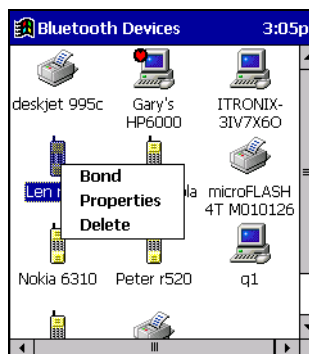 Bluetooth Devices 3:05p
deskjet 995c
Gary's
HP6000
ITRONIX-
3IV7X6O
Len
Bond
Properties
Delete
microFLASH
4T M010126
Nokia 6310
Peter r520
q1